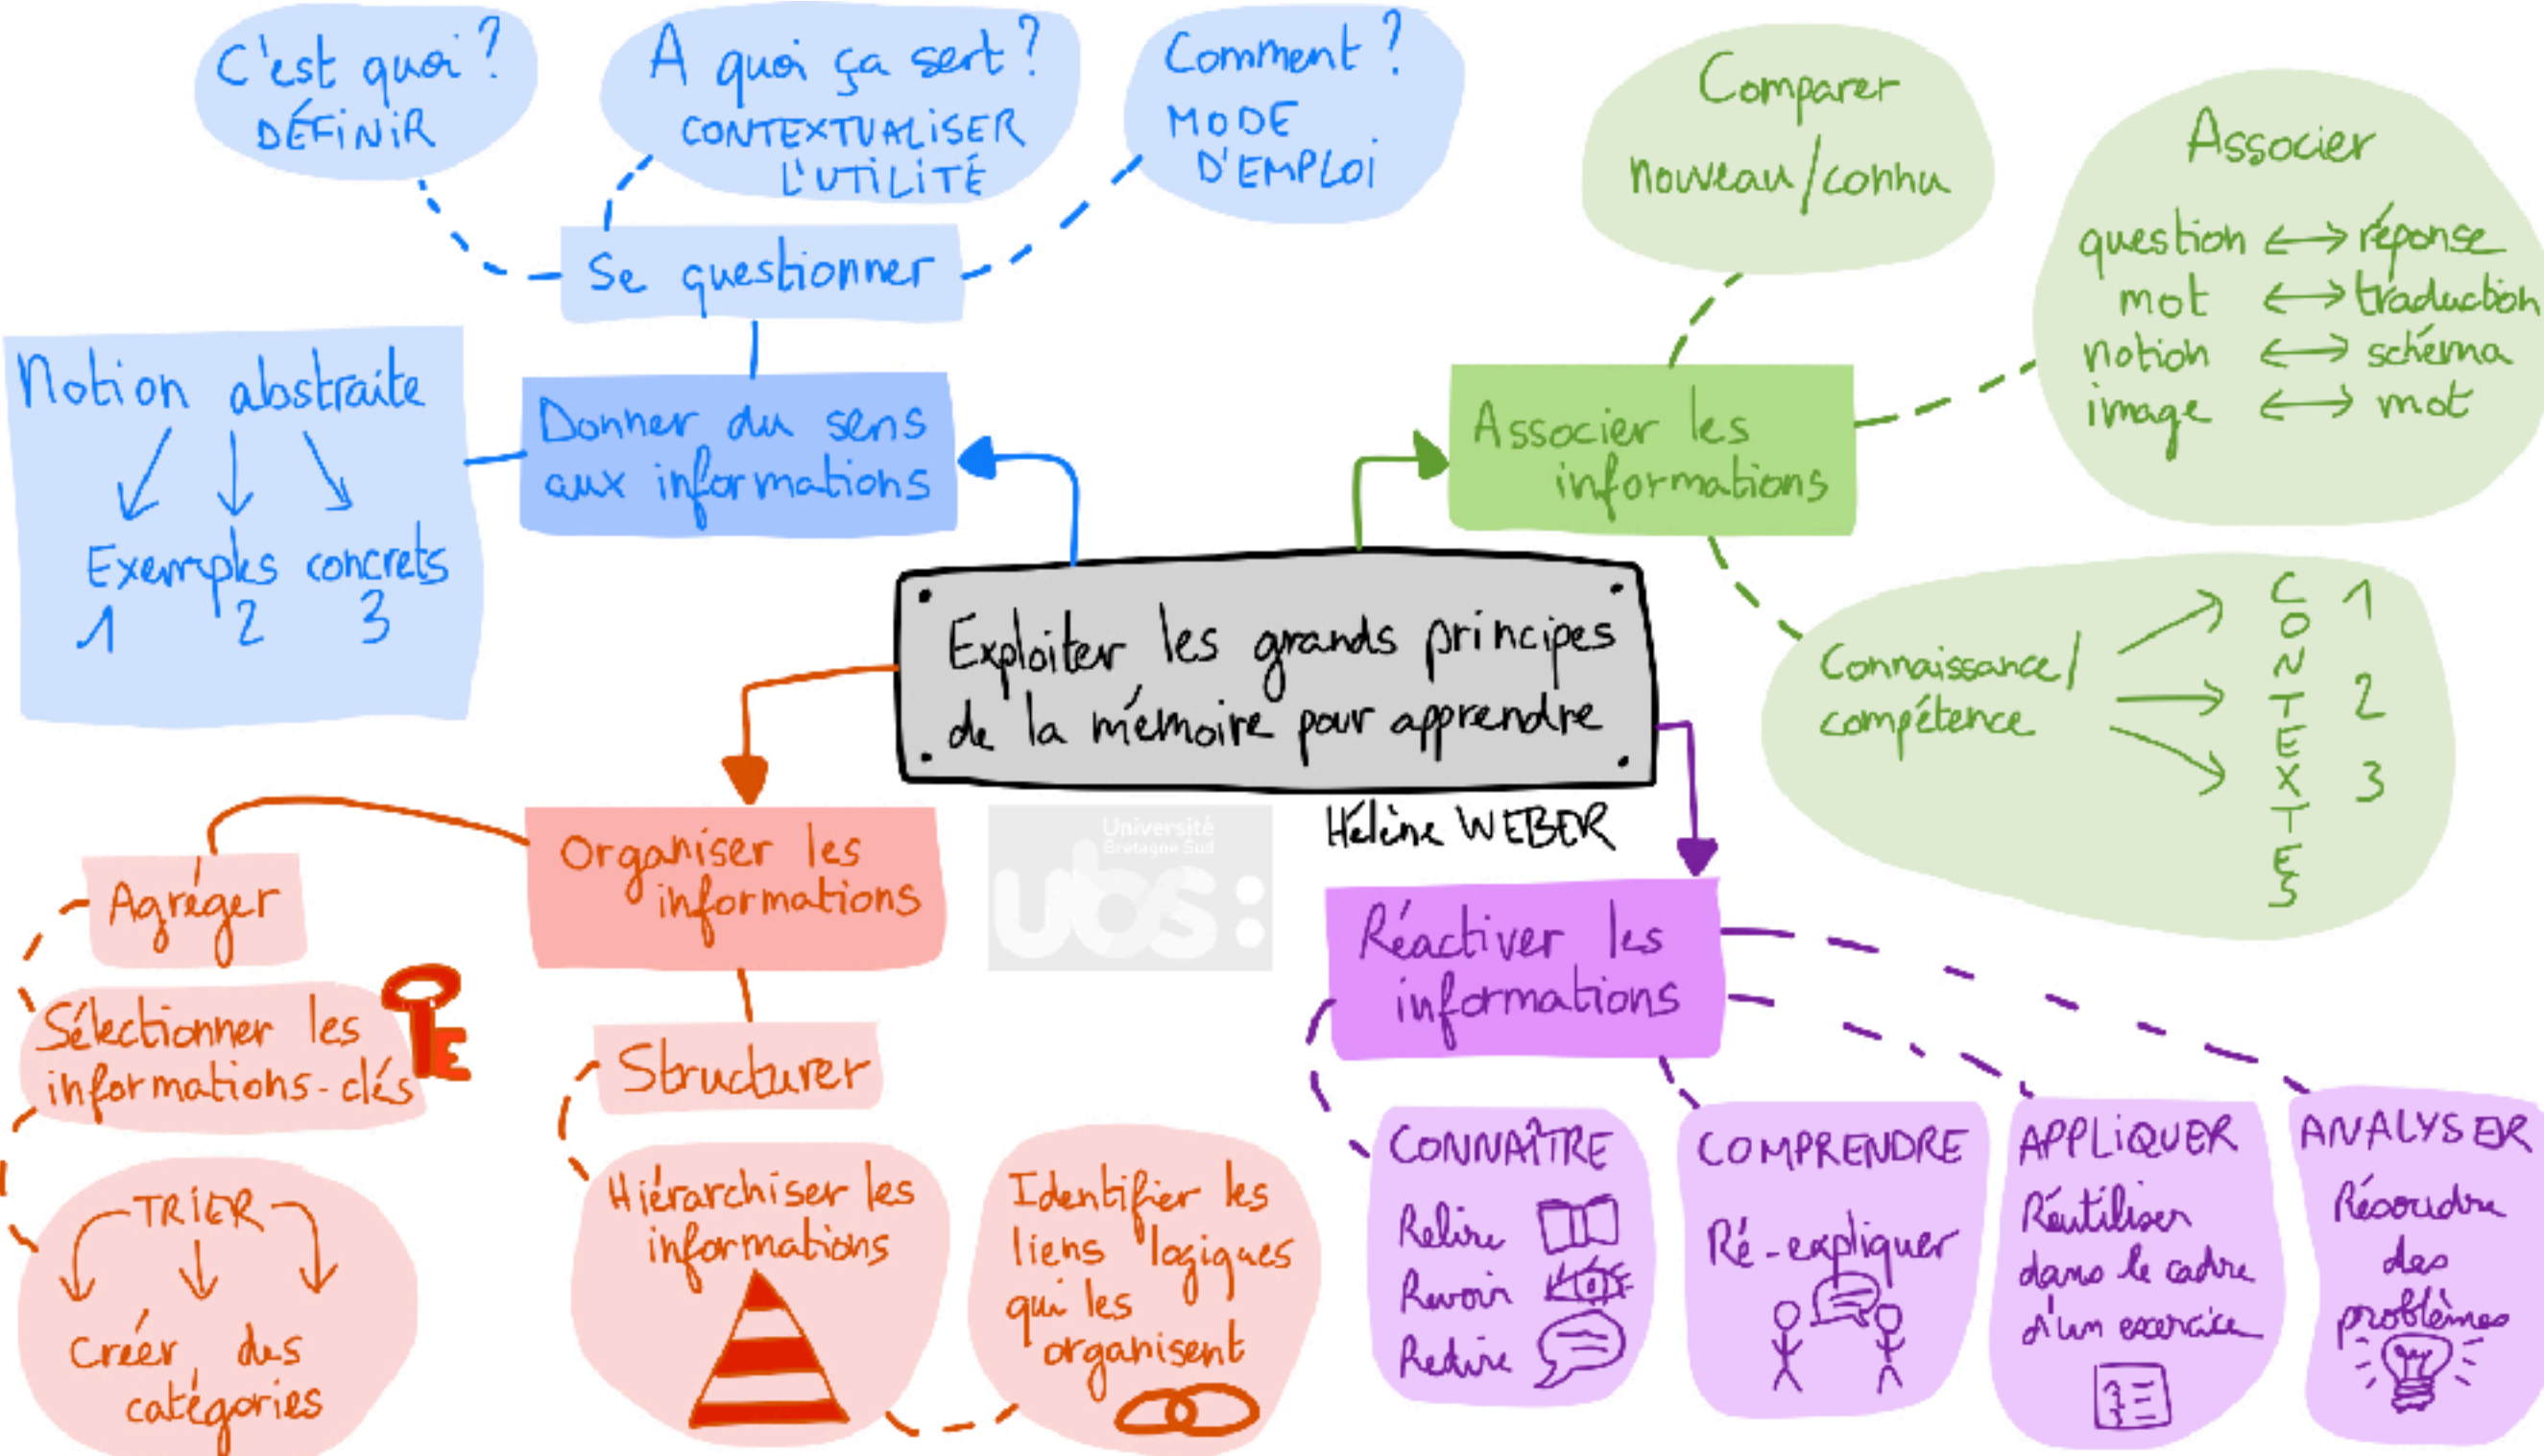 C'est quoi ?
DÉFINIR
A quoi ça sert ?
CONTEXTUALISER
L'UTILITÉ
Comment ?
MODE
D'EMPLOI
Se questionner
Notion abstraite
Exemples concrets
1 2 3
Donner du sens
aux informations
Comparer
nouveau/connu
Associer
question ↔ réponse
mot ↔ traduction
notion ↔ schéma
image ↔ mot
Associer les
informations
Connaissance/
compétence
CONTEXTES
1
2
3
Exploiter les grands principes
de la mémoire pour apprendre
Hélène WEBER
Université
Bretagne Sud
ubs:
Organiser les
informations
Agréger
Sélectionner les
informations-clés
TRIER
Créer des
catégories
Structurer
Hiérarchiser les
informations
Identifier les
liens logiques
qui les
organisent
Réactiver les
informations
CONNAÎTRE
Relire
Revoir
Redire
COMPRENDRE
Ré-expliquer
APPLIQUER
Réutiliser
dans le cadre
d'un exercice
ANALYSER
Résoudre
des
problèmes